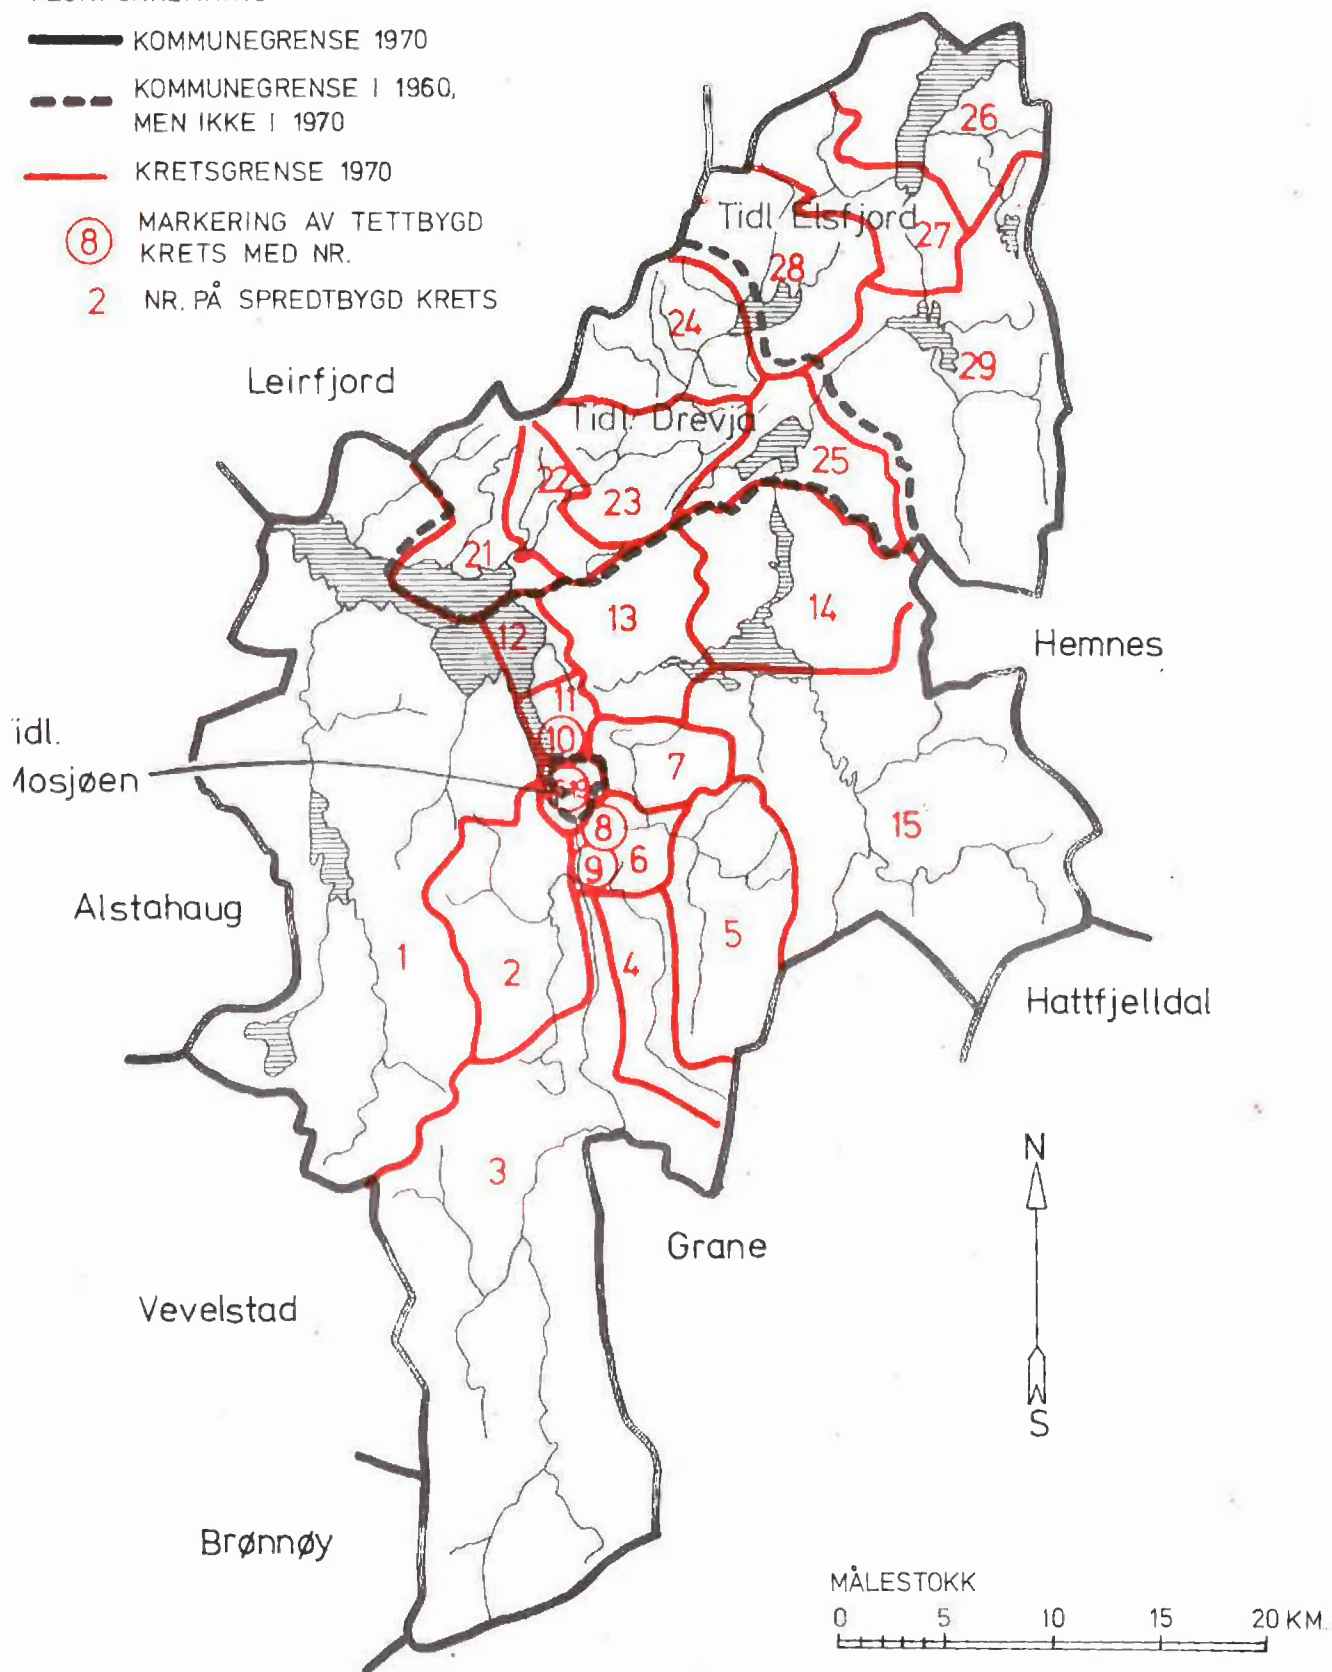 KOMMUNEGRENSE 1970
KOMMUNEGRENSE I 1960,
MEN IKKE I 1970
KRETSGRENSE 1970
8
MARKERING AV TETTBYGD
KRETS MED NR.
2
NR. PÅ SPREDTBYGD KRETS
26
Tidl. Elsfjord
27
28
24
29
Leirfjord
Tidl. Drevja
25
22
23
21
14
13
12
Hemnes
11
10
idl.
Mosjøen
7
15
8
6
9
Alstahaug
1
2
4
5
Hattfjelldal
3
N
Grane
Vevelstad
S
Brønnøy
MÅLESTOKK
0 5 10 15 20 KM.